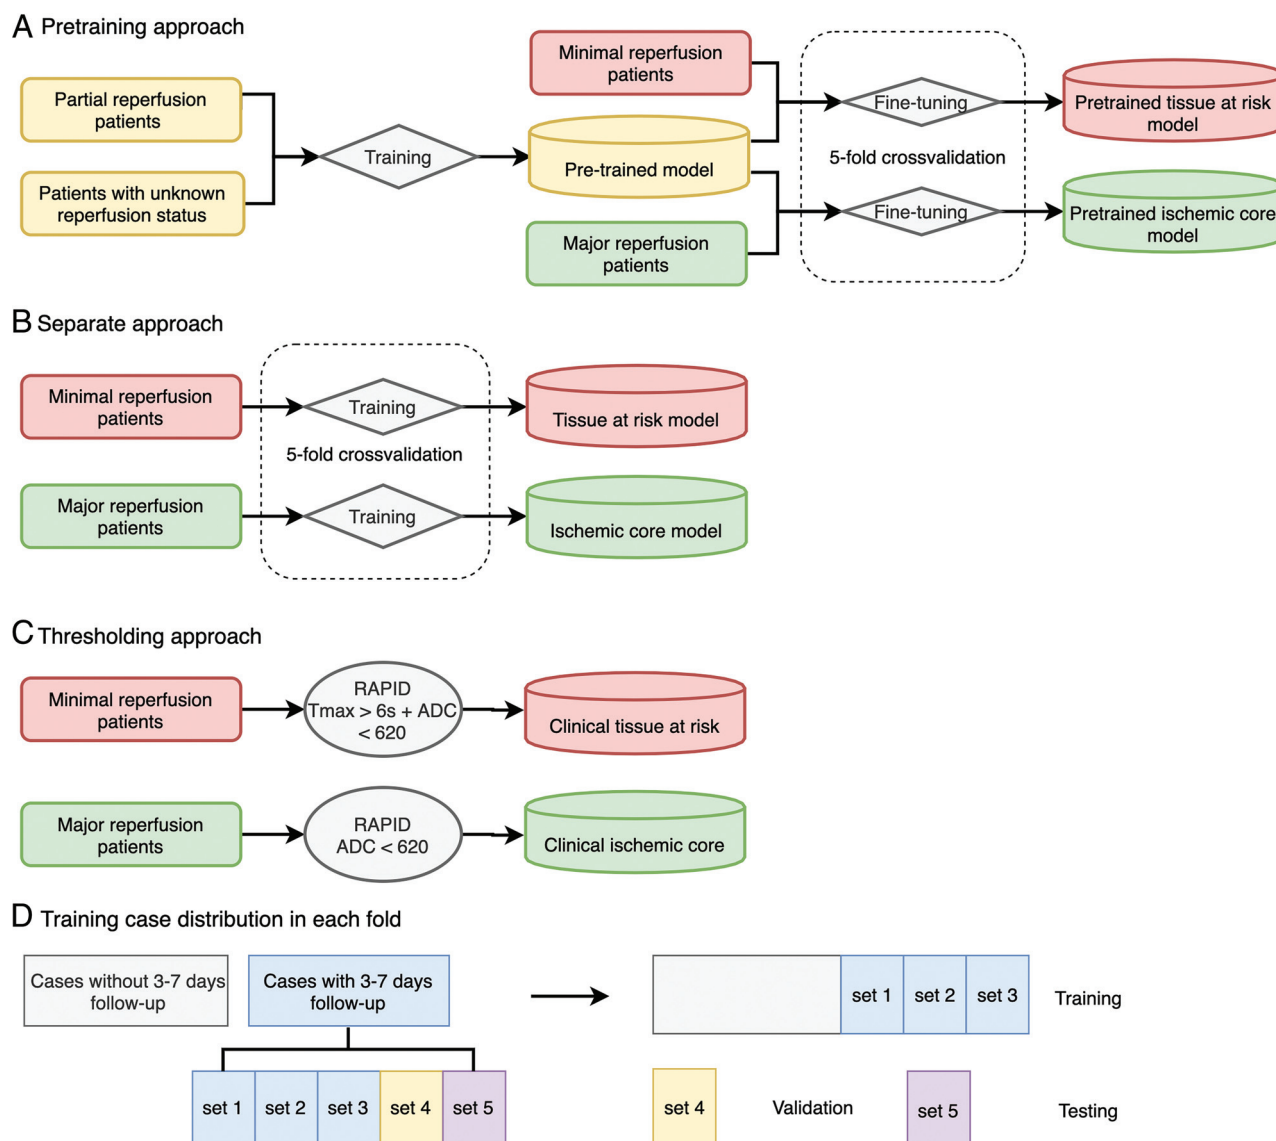 A Pretraining approach
Partial reperfusion
patients
Patients with unknown
reperfusion status
Training
Minimal reperfusion
patients
Pre-trained model
Major reperfusion
patients
Fine-tuning
5-fold crossvalidation
Fine-tuning
Pretrained tissue at risk
model
Pretrained ischemic core
model
B Separate approach
Minimal reperfusion
patients
Training
Tissue at risk model
5-fold crossvalidation
Major reperfusion
patients
Training
Ischemic core model
C Thresholding approach
Minimal reperfusion
patients
RAPID
Tmax > 6s + ADC
< 620
Clinical tissue at risk
Major reperfusion
patients
RAPID
ADC < 620
Clinical ischemic core
D Training case distribution in each fold
Cases without 3-7 days
follow-up
Cases with 3-7 days
follow-up
set 1 set 2 set 3 set 4 set 5
set 1 set 2 set 3 Training
set 4 Validation set 5 Testing